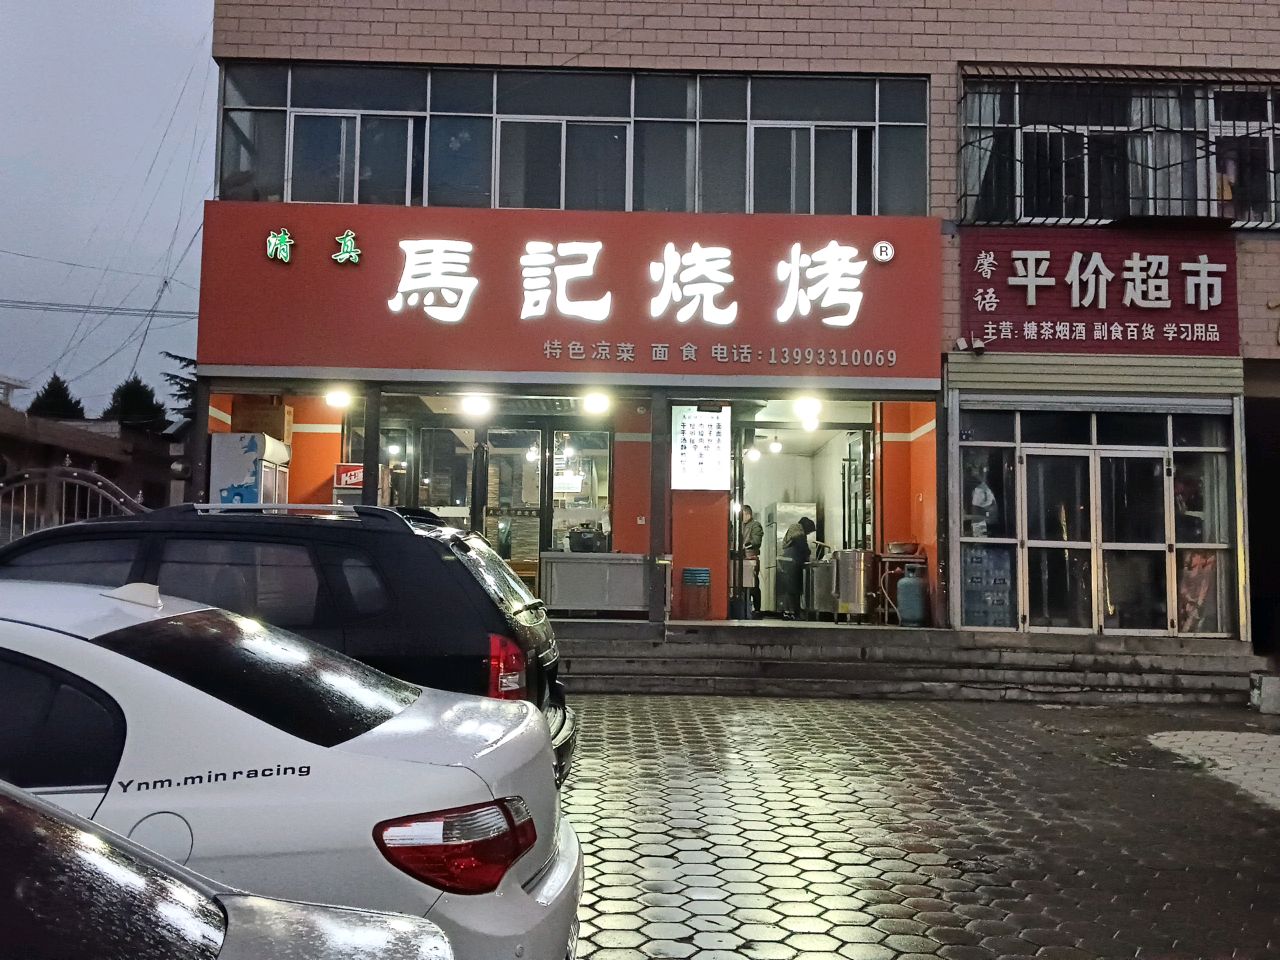 清真
馬記烧烤®
特色凉菜 面食 电话:13993310069
馨语
平价超市
主营:糖茶烟酒 副食百货 学习用品
Ynm.min racing